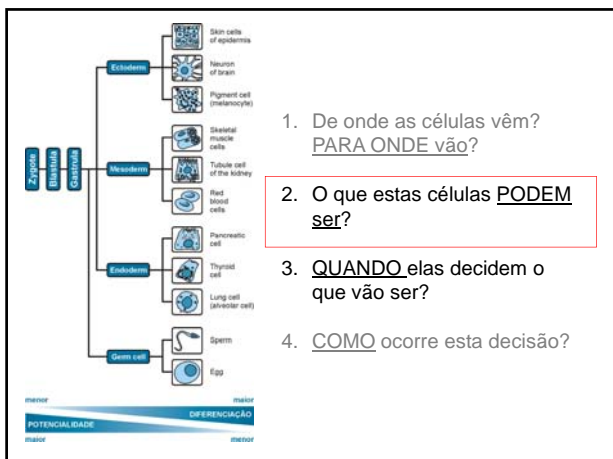 Zygote
Blastula
Gastrula
Ectoderm
Skin cells
of epidermis
Neuron
of brain
Pigment cell
(melanocyte)
Mesoderm
Skeletal
muscle
cells
Tubule cell
of the kidney
Red
blood
cells
Endoderm
Pancreatic
cell
Thyroid
cell
Lung cell
(alveolar cell)
Germ cell
Sperm
Egg
menor
maior
DIFERENCIAÇÃO
POTENCIALIDADE
maior
menor
1. De onde as células vêm?
PARA ONDE vão?
2. O que estas células PODEM
ser?
3. QUANDO elas decidem o
que vão ser?
4. COMO ocorre esta decisão?